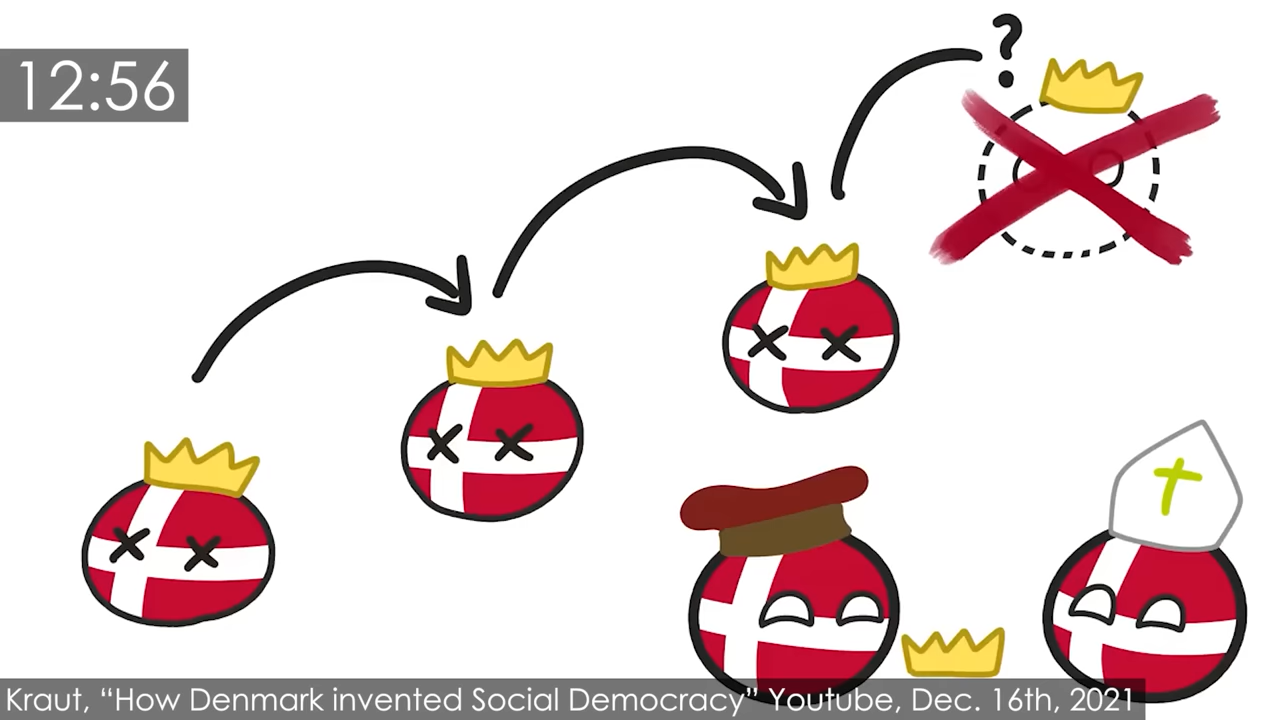 12:56
?
Kraut, “How Denmark invented Social Democracy” Youtube, Dec. 16th, 2021